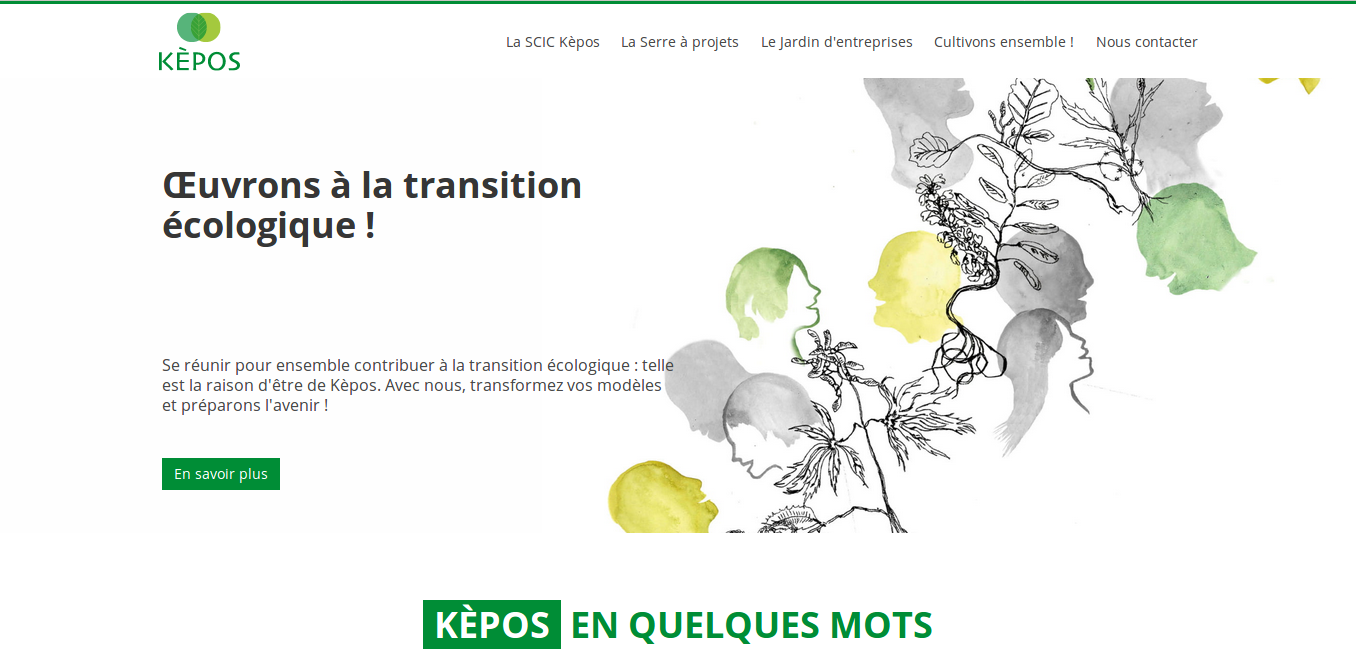 KÈPOS
La SCIC Kèpos
La Serre à projets
Le Jardin d'entreprises
Cultivons ensemble !
Nous contacter
Œuvrons à la transition
écologique !
Se réunir pour ensemble contribuer à la transition écologique : telle
est la raison d'être de Kèpos. Avec nous, transformez vos modèles
et préparons l'avenir !
En savoir plus
KÈPOS EN QUELQUES MOTS